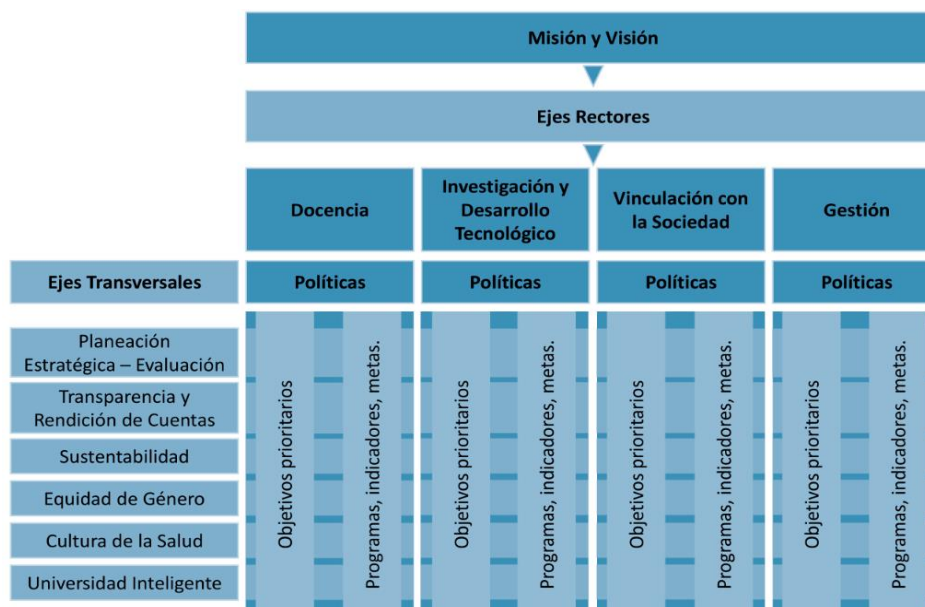 Misión y Visión
Ejes Rectores
Docencia
Investigación y
Desarrollo
Tecnológico
Vinculación con
la Sociedad
Gestión
Ejes Transversales
Políticas
Políticas
Políticas
Políticas
Planeación
Estratégica – Evaluación
Transparencia y
Rendición de Cuentas
Sustentabilidad
Equidad de Género
Cultura de la Salud
Universidad Inteligente
Objetivos prioritarios
Programas, indicadores, metas.
Objetivos prioritarios
Programas, indicadores, metas.
Objetivos prioritarios
Programas, indicadores, metas.
Objetivos prioritarios
Programas, indicadores, metas.